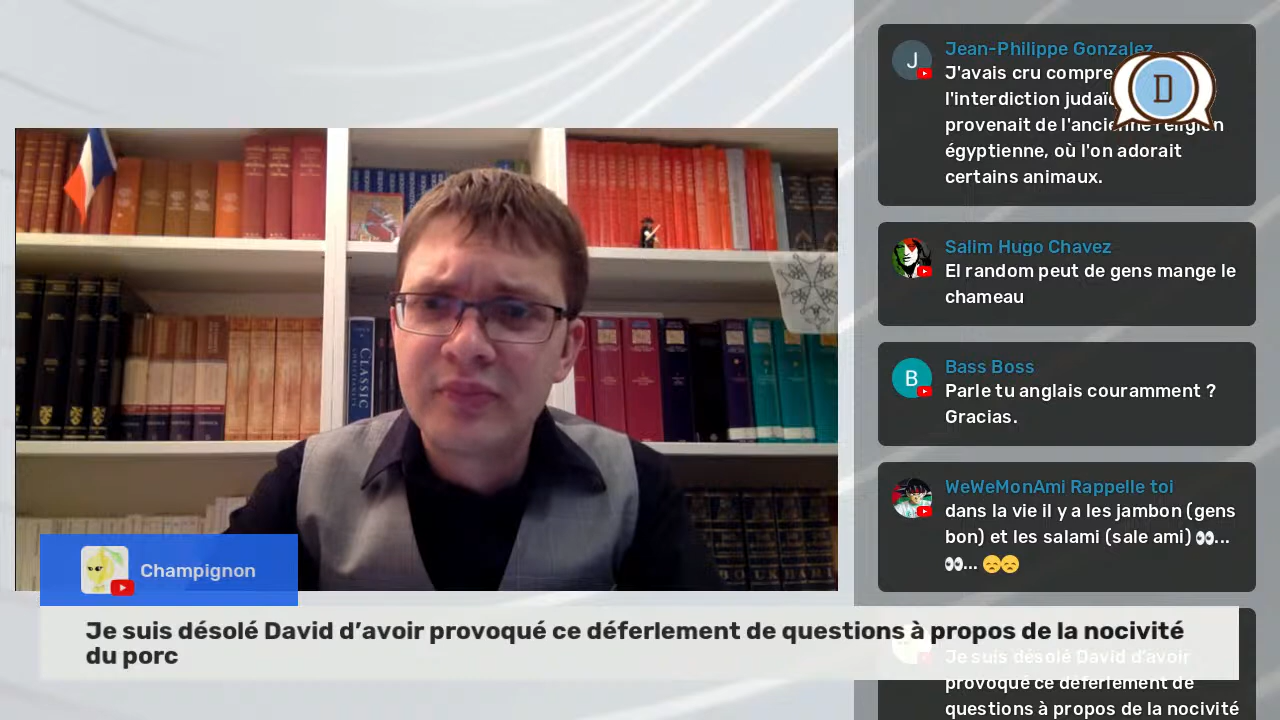 J
Jean-Philippe Gonzalez
J'avais cru compre
l'interdiction judaï
provenait de l'ancienne religion
égyptienne, où l'on adorait
certains animaux.
D
Salim Hugo Chavez
El random peut de gens mange le
chameau
B
Bass Boss
Parle tu anglais couramment ?
Gracias.
WeWeMonAmi Rappelle toi
dans la vie il y a les jambon (gens
bon) et les salami (sale ami) 👀...
👀... 😞😞
CLASSIC
CHRISTIANITY
BOUKHARI
Champignon
Je suis désolé David d’avoir provoqué ce déferlement de questions à propos de la nocivité
du porc
Je suis désolé David d’avoir
provoqué ce déferlement de
questions à propos de la nocivité